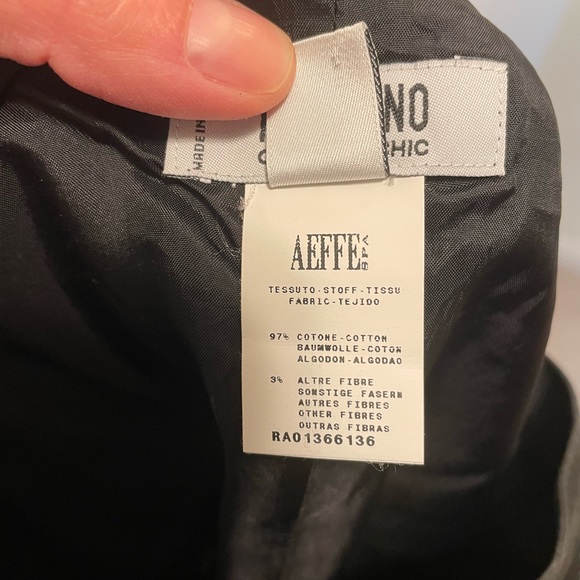 MADE IN
NO
CHIC
AEFFE SPA
TESSUTO-STOFF-TISSU
FABRIC-TEJIDO
97% COTONE-COTTON
BAUMWOLLE-COTON
ALGODON-ALGODAO
3% ALTRE FIBRE
SONSTIGE FASERN
AUTRES FIBRES
OTHER FIBRES
OUTRAS FIBRAS
RA01366136